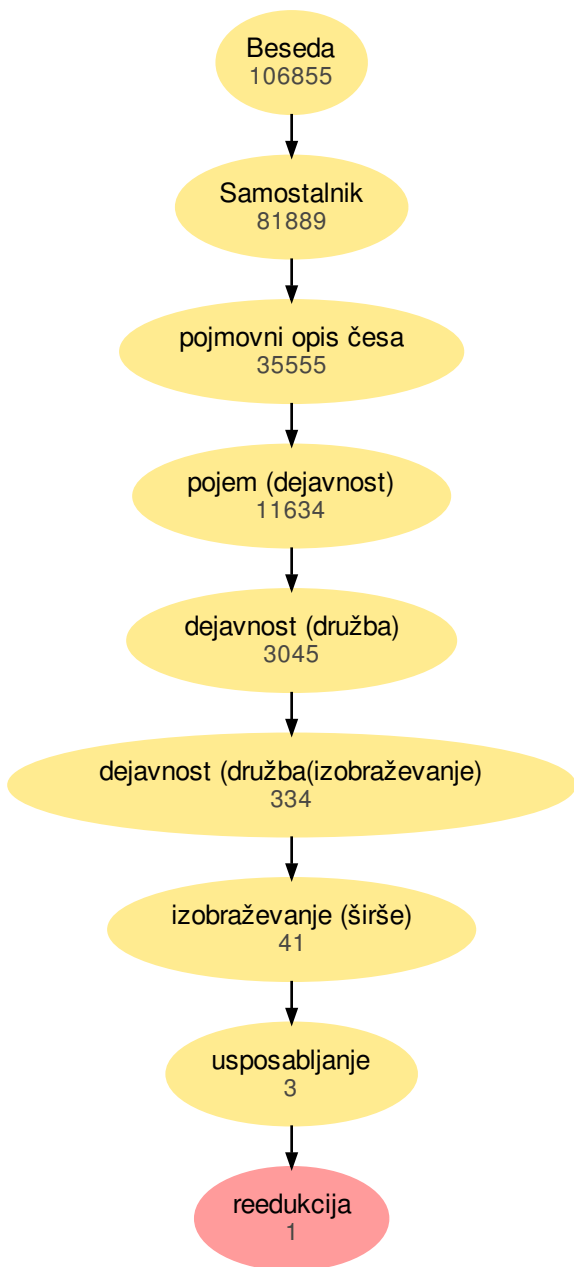 Beseda
106855
Samostalnik
81889
pojmovni opis česa
35555
pojem (dejavnost)
11634
dejavnost (družba)
3045
dejavnost (družba(izobraževanje)
334
izobraževanje (širše)
41
usposabljanje
3
reedukcija
1